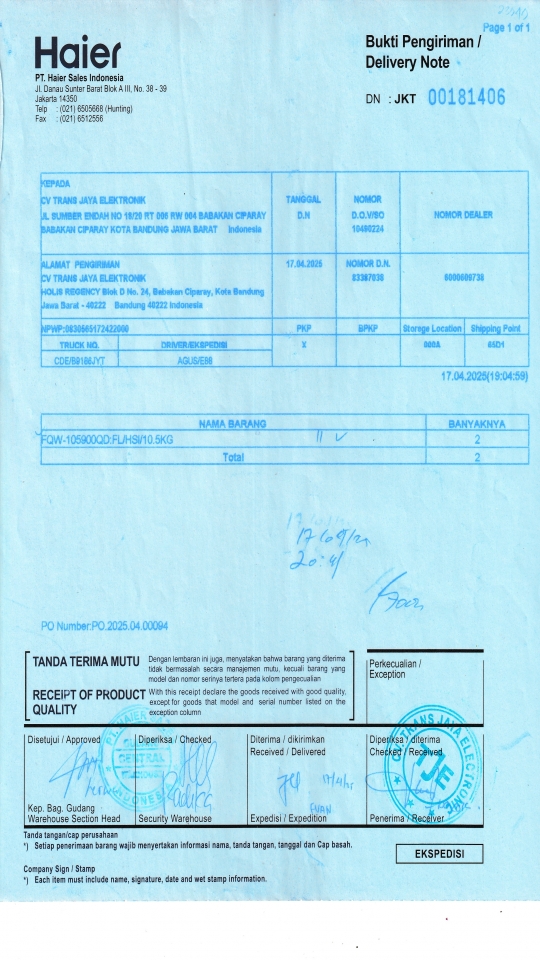 Page 1 of 1
Haier
PT. Haier Sales Indonesia
Jl. Danau Sunter Barat Blok A III, No. 38 - 39
Jakarta 14350
Telp : (021) 6505668 (Hunting)
Fax : (021) 6512556
Bukti Pengiriman /
Delivery Note
DN : JKT 00181406
KEPADA
CV TRANS JAYA ELEKTRONIK
JL SUMBER ENDAH NO 18/20 RT 006 RW 004 BABAKAN CIPARAY
BABAKAN CIPARAY KOTA BANDUNG JAWA BARAT Indonesia
TANGGAL
D.N
NOMOR
D.O.V/SO
10490224
NOMOR DEALER
ALAMAT PENGIRIMAN
CV TRANS JAYA ELEKTRONIK
HOLIS REGENCY Blok D No. 24, Babakan Ciparay, Kota Bandung
Jawa Barat - 40222 Bandung 40222 Indonesia
17.04.2025
NOMOR D.N.
83387038
NPWP:
PKP
BPKP
Storege Location
Shipping Point
TRUCK NO.
DRIVER/EKSPEDISI
X
000A
65D1
AGUS/E88
17.04.2025(19:04:59)
NAMA BARANG BANYAKNYA
FQW-105900QD:FL/HSI/10.5KG 2
Total 2
PO Number:PO.2025.04.00094
TANDA TERIMA MUTU
Dengan lembaran ini juga, menyatakan bahwa barang yang diterima
tidak bermasalah secara manajemen mutu, kecuali barang yang
model dan nomor serinya tertera pada kolom pengecualian
RECEIPT OF PRODUCT
QUALITY
With this receipt declare the goods received with good quality,
except for goods that model and serial number listed on the
exception column
Perkecualian /
Exception
Disetujui / Approved
Diperiksa / Checked
Diterima / dikirimkan
Received / Delivered
Diperiksa / diterima
Checked / Received
CENTRAL
CV. TRANS JAYA ELECTRONIC
TJE
Kep. Bag. Gudang
Warehouse Section Head
Security Warehouse
Expedisi / Expedition
Penerima / Receiver
Tanda tangan/cap perusahaan
*) Setiap penerimaan barang wajib menyertakan informasi nama, tanda tangan, tanggal dan Cap basah.
EKSPEDISI
Company Sign / Stamp
*) Each item must include name, signature, date and wet stamp information.